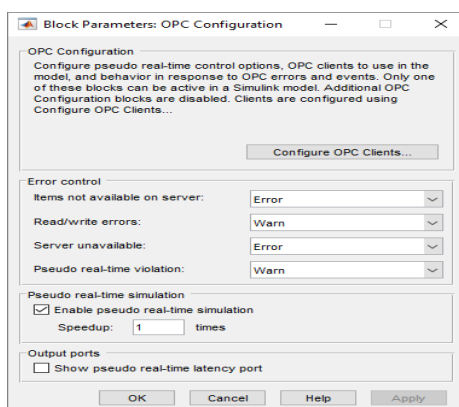 Block Parameters: OPC Configuration
OPC Configuration
Configure pseudo real-time control options, OPC clients to use in the
model, and behavior in response to OPC errors and events. Only one
of these blocks can be active in a Simulink model. Additional OPC
Configuration blocks are disabled. Clients are configured using
Configure OPC Clients...
Configure OPC Clients...
Error control
Items not available on server: Error
Read/write errors: Warn
Server unavailable: Error
Pseudo real-time violation: Warn
Pseudo real-time simulation
Enable pseudo real-time simulation
Speedup: 1 times
Output ports
Show pseudo real-time latency port
OK Cancel Help Apply